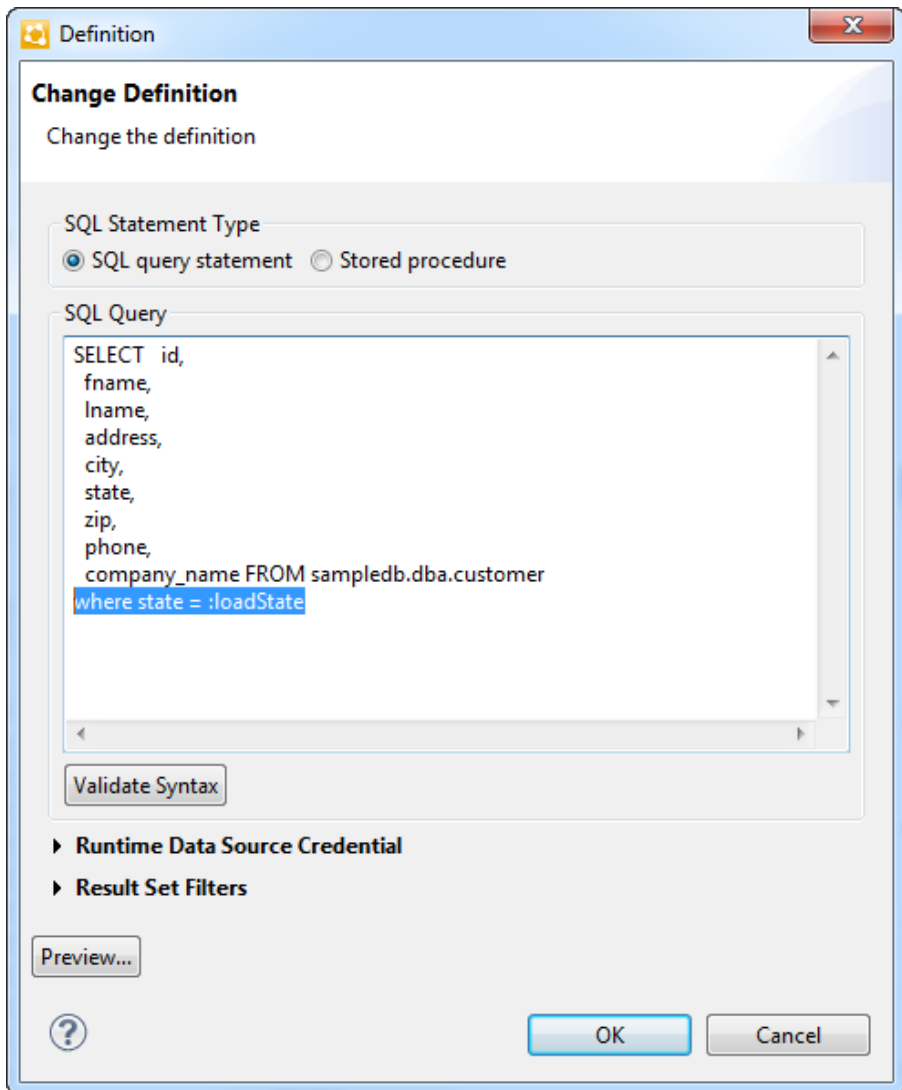 Definition
Change Definition
Change the definition
SQL Statement Type
SQL query statement Stored procedure
SQL Query
SELECT   id,
fname,
lname,
address,
city,
state,
zip,
phone,
company_name FROM sampledb.dba.customer
where state = :loadState
Validate Syntax
Runtime Data Source Credential
Result Set Filters
Preview...
OK Cancel